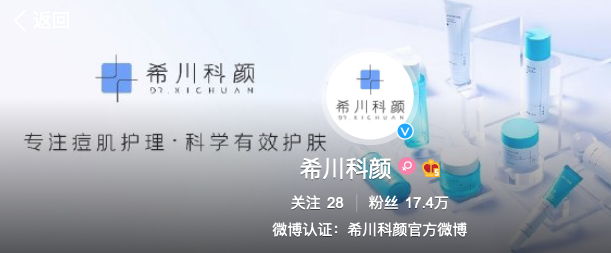 返回
希川科颜
DR.XICHUAN
专注痘肌护理·科学有效护肤
希川科颜
DR.XICHUAN
希川科颜
关注 28 粉丝 17.4万
微博认证：希川科颜官方微博